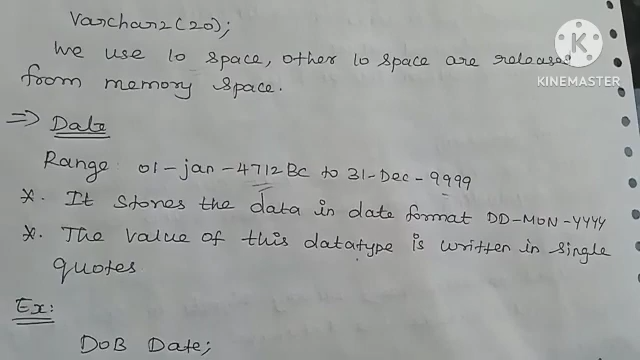 Varchar2(20);
We use 10 space, other 10 space are released
from memory space.
K
KINEMASTER
=> Date
Range: 01-jan-4712BC to 31-Dec-9999
*. It stores the data in date format DD-MON-YYYY
*. The value of this datatype is written in single
quotes
Ex:
DOB Date;